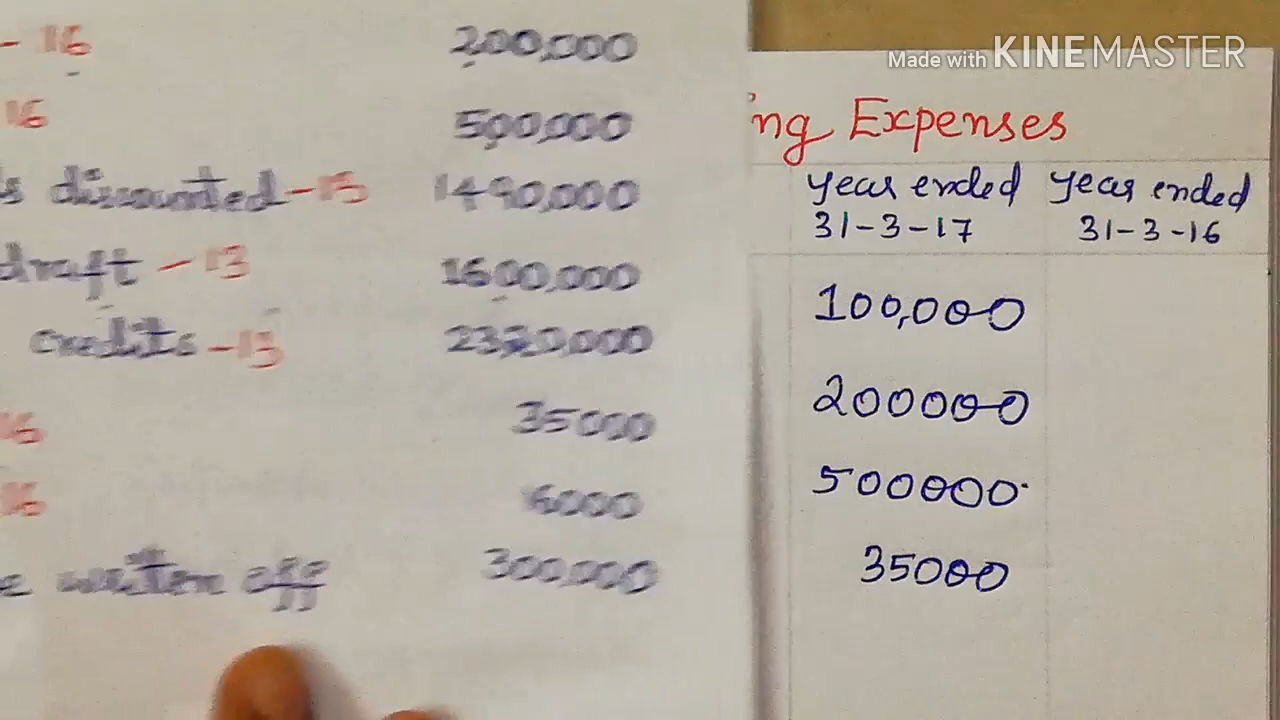 Made with KINEMASTER
- 16 200,000
16 500,000
s discounted - 13 1490,000
draft - 13 1600,000
credits - 13 2320,000
16 35000
16 6000
e written off 300,000
ing Expenses
year ended year ended
31-3-17 31-3-16
100,000
200000
500000
35000